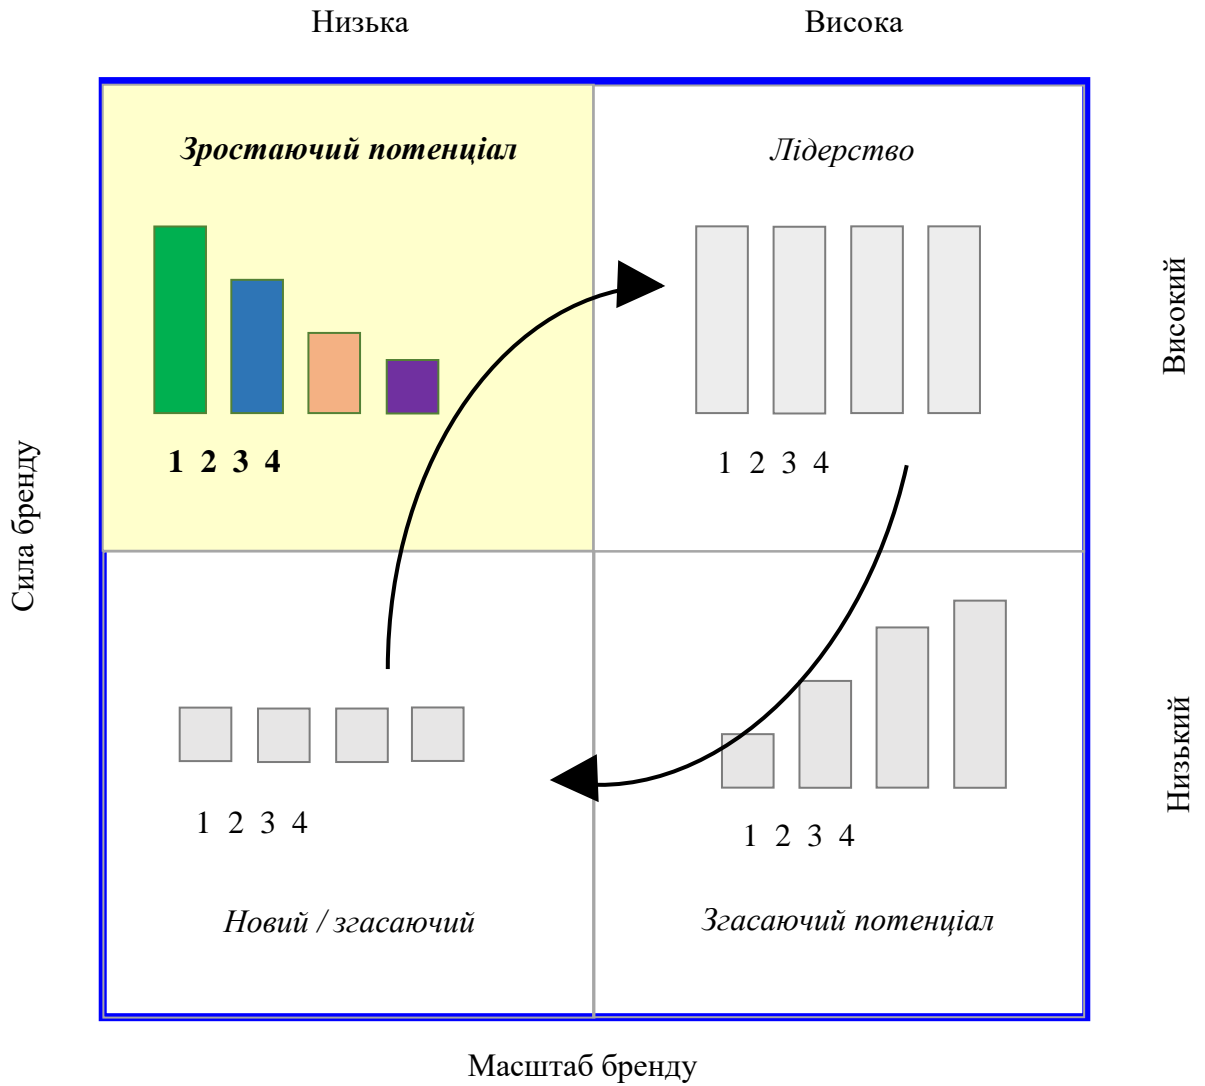 Низька
Висока
Зростаючий потенціал
Лідерство
Високий
1 2 3 4
1 2 3 4
Сила бренду
Низький
1 2 3 4
1 2 3 4
Новий / згасаючий
Згасаючий потенціал
Масштаб бренду